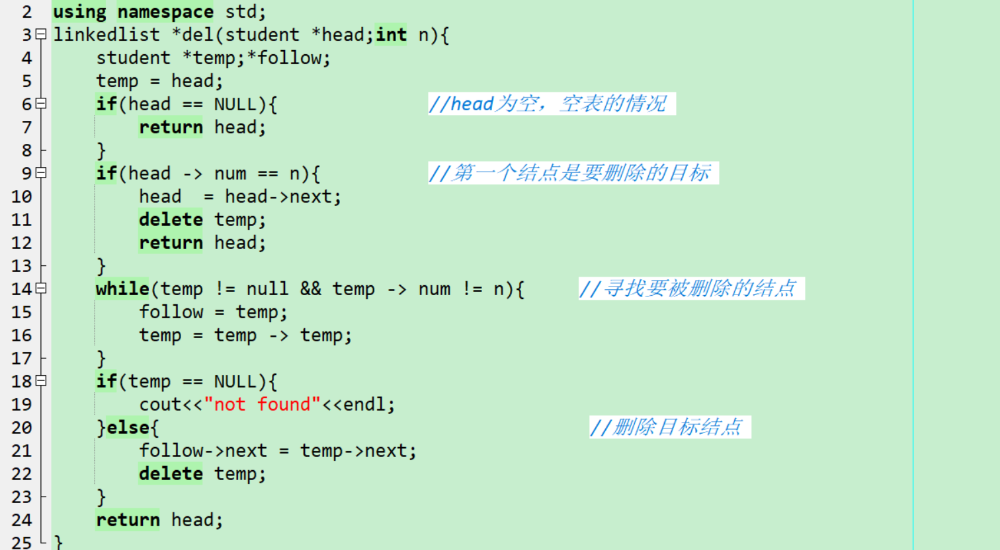 2 using namespace std;
3 linkedlist *del(student *head;int n){
4 student *temp;*follow;
5 temp = head;
6 if(head == NULL){ //head为空，空表的情况
7 return head;
8 }
9 if(head -> num == n){ //第一个结点是要删除的目标
10 head  = head->next;
11 delete temp;
12 return head;
13 }
14 while(temp != null && temp -> num != n){ //寻找要被删除的结点
15 follow = temp;
16 temp = temp -> temp;
17 }
18 if(temp == NULL){
19 cout<<"not found"<<endl;
20 }else{ //删除目标结点
21 follow->next = temp->next;
22 delete temp;
23 }
24 return head;
25 }